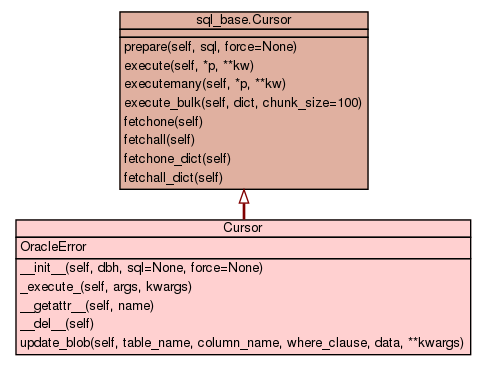 sql_base.Cursor
prepare(self, sql, force=None)
execute(self, *p, **kw)
executemany(self, *p, **kw)
execute_bulk(self, dict, chunk_size=100)
fetchone(self)
fetchall(self)
fetchone_dict(self)
fetchall_dict(self)
Cursor
OracleError
__init__(self, dbh, sql=None, force=None)
_execute_(self, args, kwargs)
__getattr__(self, name)
__del__(self)
update_blob(self, table_name, column_name, where_clause, data, **kwargs)